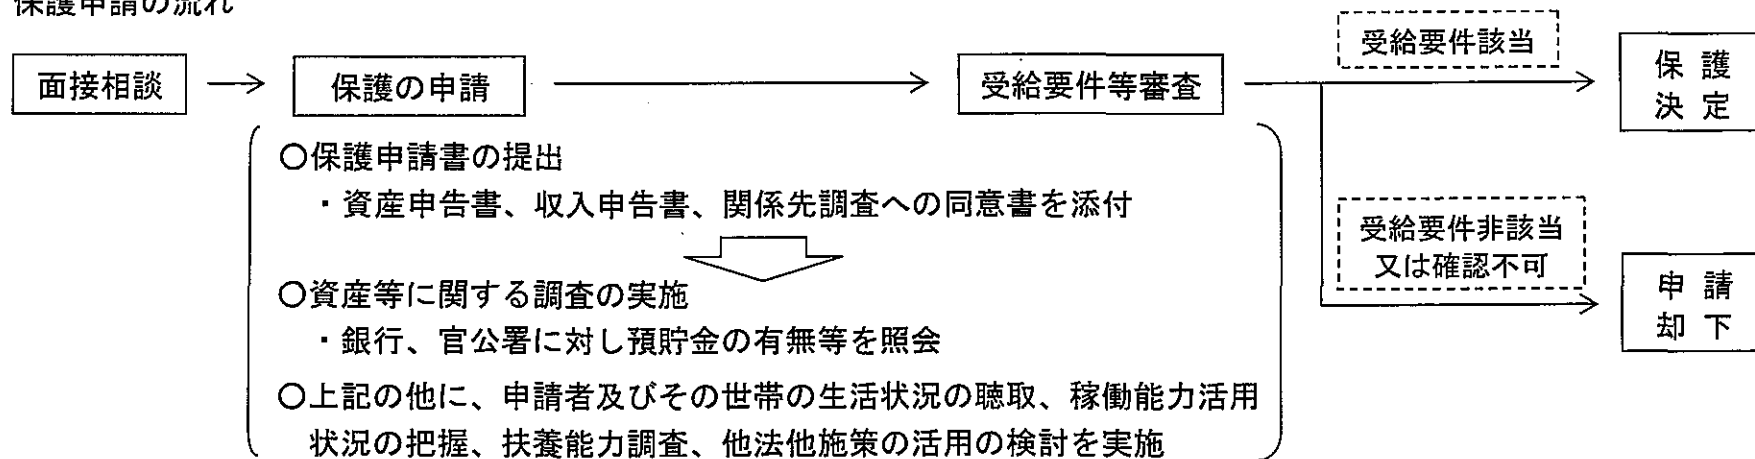 保護申請の流れ
面接相談
保護の申請
受給要件等審査
受給要件該当
保護
決定
○保護申請書の提出
・資産申告書、収入申告書、関係先調査への同意書を添付
○資産等に関する調査の実施
・銀行、官公署に対し預貯金の有無等を照会
○上記の他に、申請者及びその世帯の生活状況の聴取、稼働能力活用
状況の把握、扶養能力調査、他法他施策の活用の検討を実施
受給要件非該当
又は確認不可
申請
却下